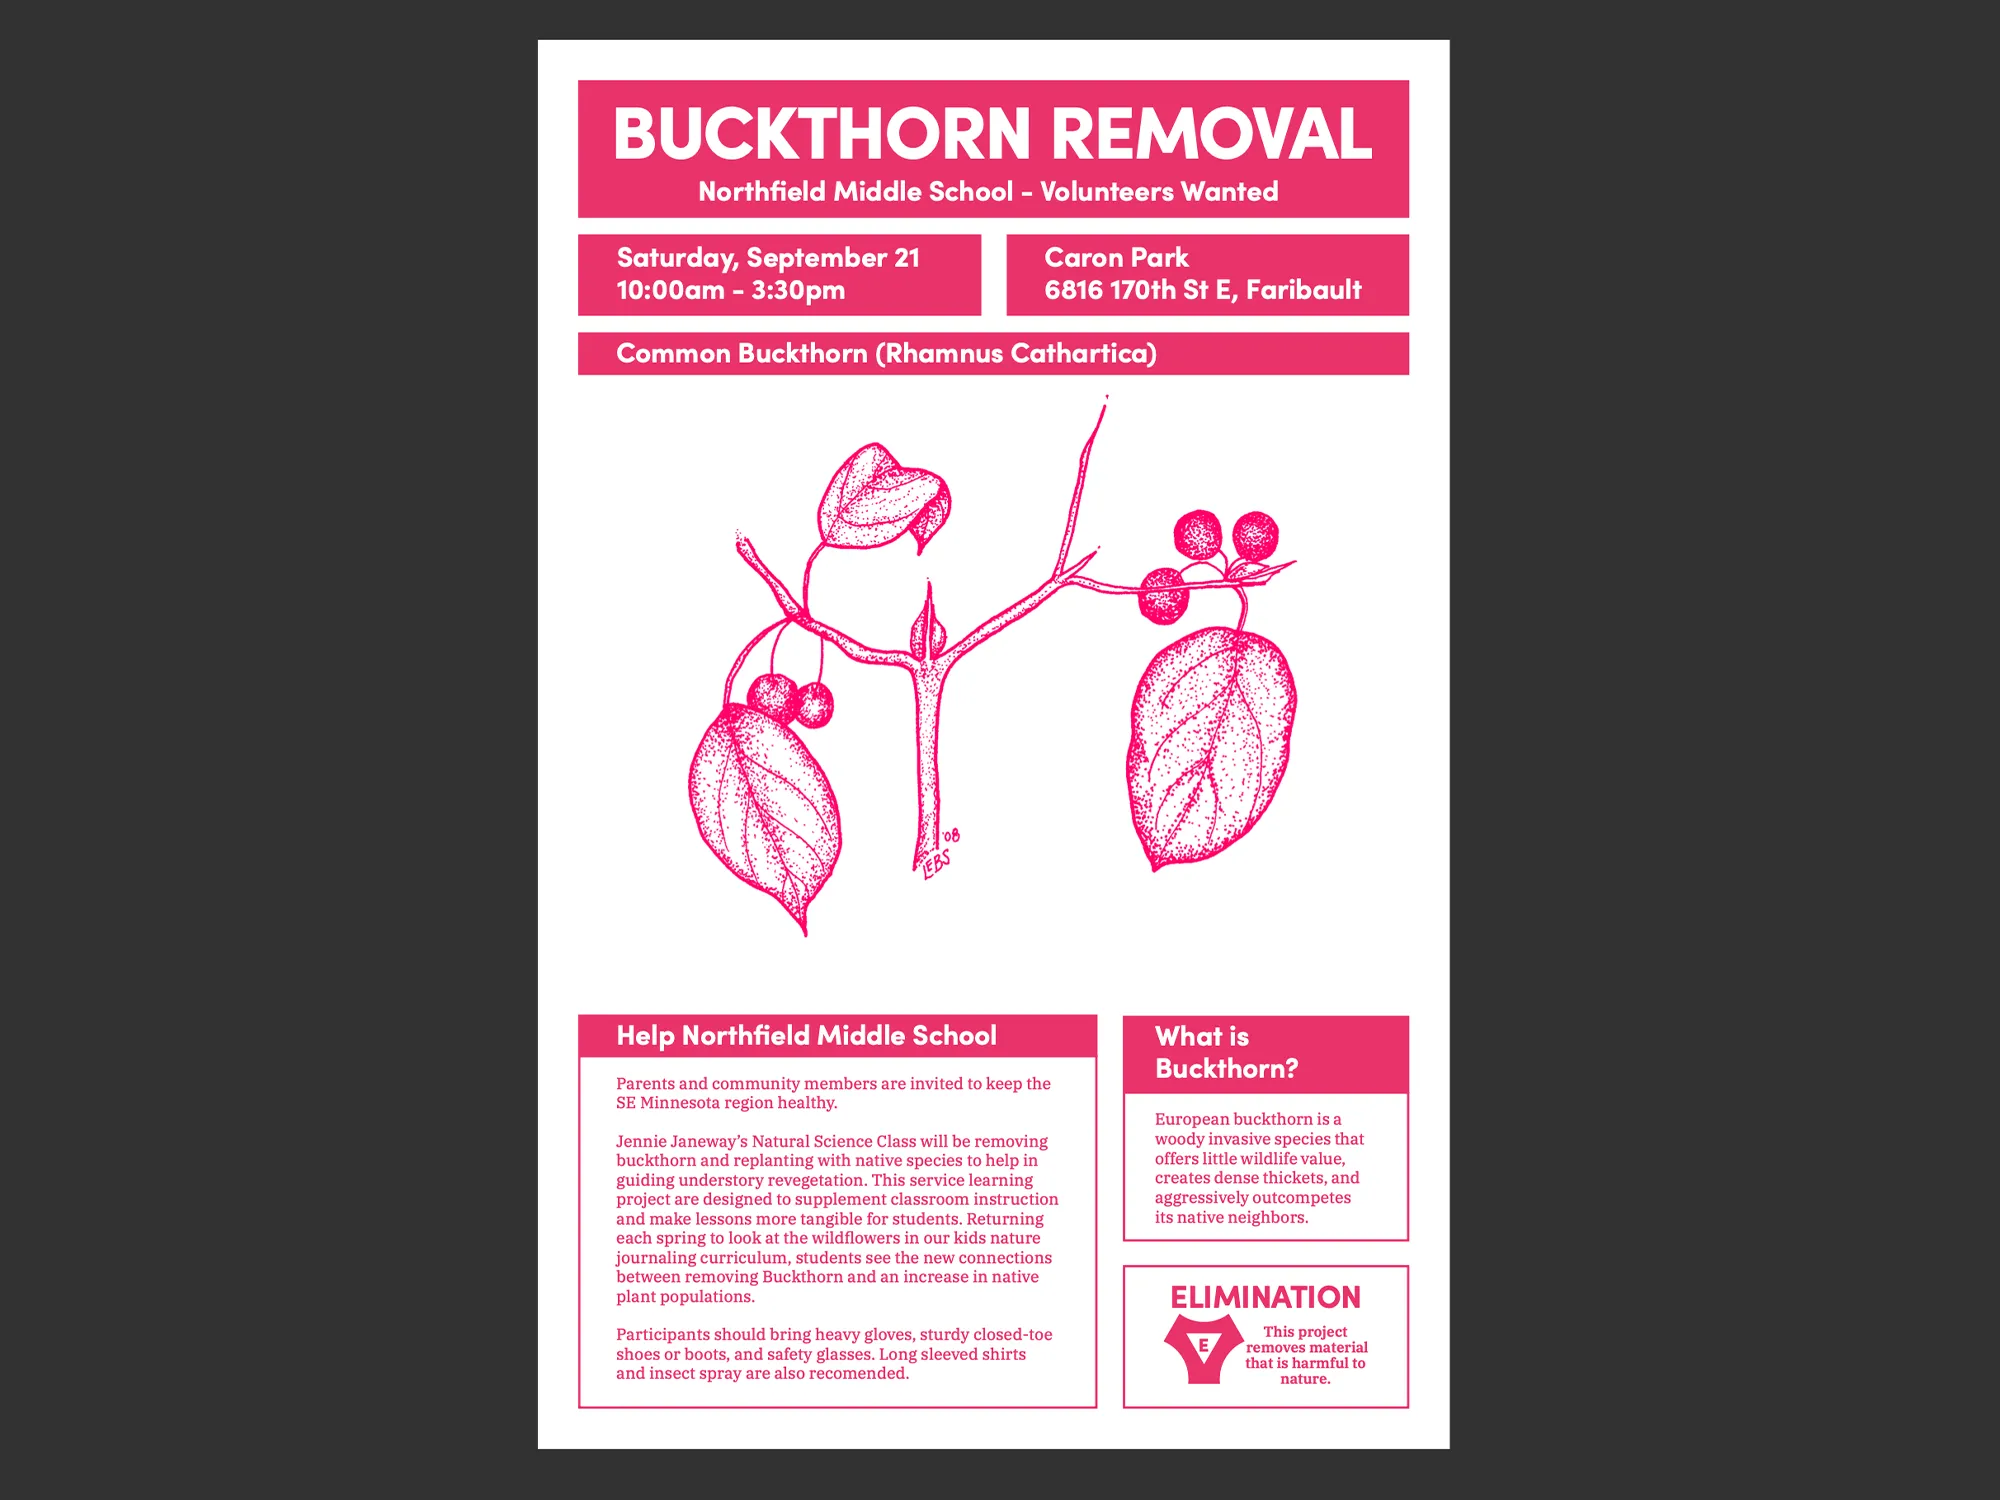 BUCKTHORN REMOVAL
Northfield Middle School - Volunteers Wanted
Saturday, September 21
10:00am - 3:30pm
Caron Park
6816 170th St E, Faribault
Common Buckthorn (Rhamnus Cathartica)
'08
LEBS
Help Northfield Middle School
Parents and community members are invited to keep the
SE Minnesota region healthy.
Jennie Janeway's Natural Science Class will be removing
buckthorn and replanting with native species to help in
guiding understory revegetation. This service learning
project are designed to supplement classroom instruction
and make lessons more tangible for students. Returning
each spring to look at the wildflowers in our kids nature
journaling curriculum, students see the new connections
between removing Buckthorn and an increase in native
plant populations.
Participants should bring heavy gloves, sturdy closed-toe
shoes or boots, and safety glasses. Long sleeved shirts
and insect spray are also recomended.
What is
Buckthorn?
European buckthorn is a
woody invasive species that
offers little wildlife value,
creates dense thickets, and
aggressively outcompetes
its native neighbors.
ELIMINATION
E
This project
removes material
that is harmful to
nature.